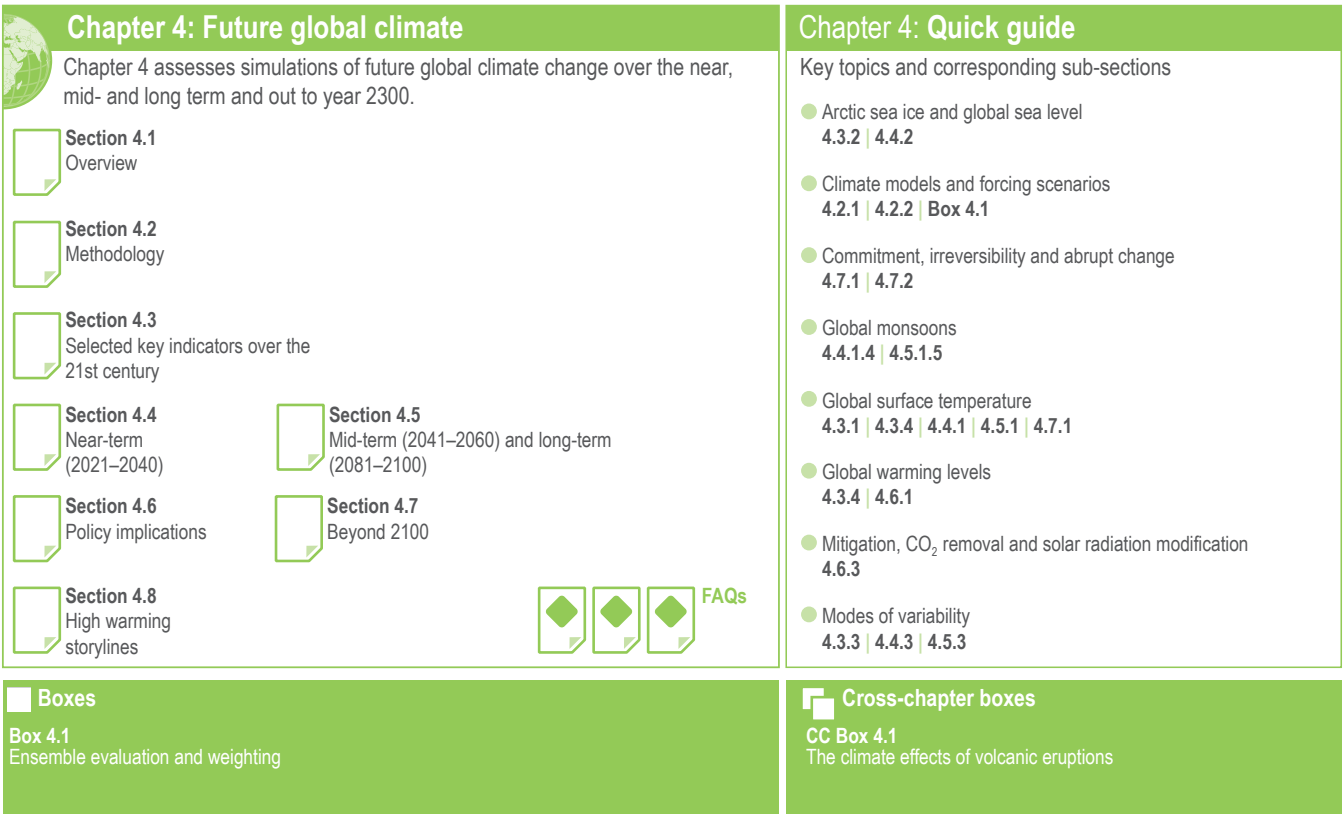 Chapter 4: Future global climate
Chapter 4 assesses simulations of future global climate change over the near,
mid- and long term and out to year 2300.
Section 4.1
Overview
Section 4.2
Methodology
Section 4.3
Selected key indicators over the
21st century
Section 4.4
Near-term
(2021–2040)
Section 4.5
Mid-term (2041–2060) and long-term
(2081–2100)
Section 4.6
Policy implications
Section 4.7
Beyond 2100
Section 4.8
High warming
storylines
FAQs
Chapter 4: Quick guide
Key topics and corresponding sub-sections
Arctic sea ice and global sea level
4.3.2 | 4.4.2
Climate models and forcing scenarios
4.2.1 | 4.2.2 | Box 4.1
Commitment, irreversibility and abrupt change
4.7.1 | 4.7.2
Global monsoons
4.4.1.4 | 4.5.1.5
Global surface temperature
4.3.1 | 4.3.4 | 4.4.1 | 4.5.1 | 4.7.1
Global warming levels
4.3.4 | 4.6.1
Mitigation, CO₂ removal and solar radiation modification
4.6.3
Modes of variability
4.3.3 | 4.4.3 | 4.5.3
Boxes
Box 4.1
Ensemble evaluation and weighting
Cross-chapter boxes
CC Box 4.1
The climate effects of volcanic eruptions